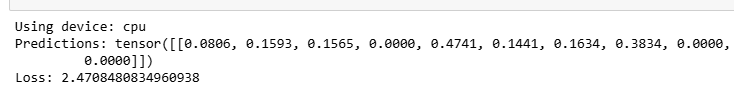 Using device: cpu
Predictions: tensor([[0.0806, 0.1593, 0.1565, 0.0000, 0.4741, 0.1441, 0.1634, 0.3834, 0.0000,
0.0000]])
Loss: 2.4708480834960938